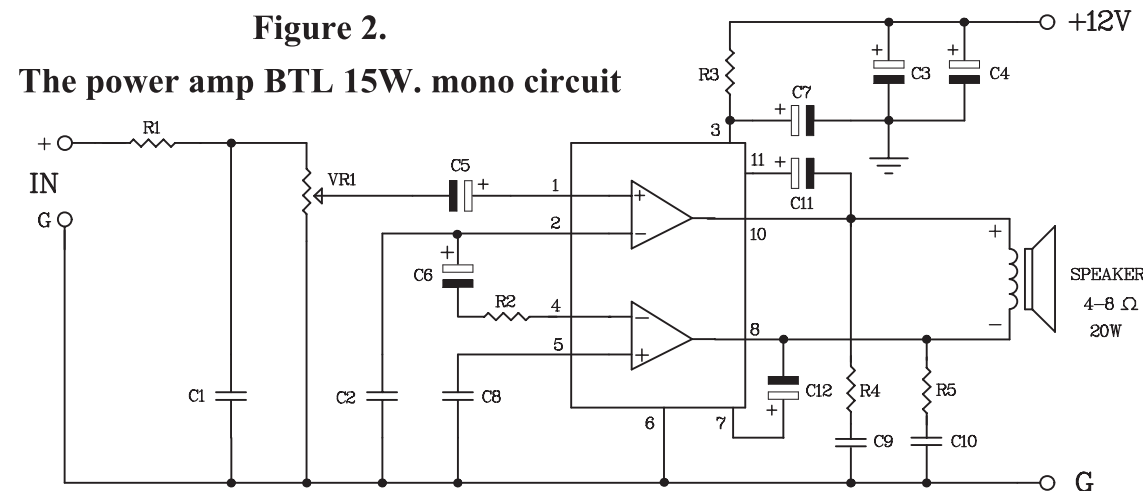 Figure 2.
The power amp BTL 15W. mono circuit
+12V
+
+
R3
C3
C4
C7
+
3
R1
+
IN
G
VR1
C5
+
1
2
+
−
11
+
C11
10
+
C6
+
R2
4
5
−
+
8
−
SPEAKER
4-8 Ω
20W
C1
C2
C8
6
7
+
C12
R4
R5
C9
C10
G